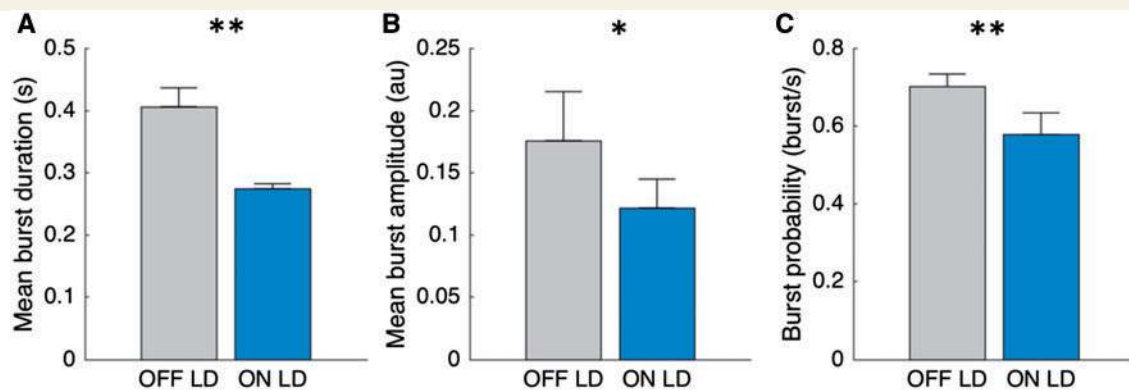 A
**
Mean burst duration (s)
0.5
0.4
0.3
0.2
0.1
0
OFF LD ON LD
B
*
Mean burst amplitude (au)
0.25
0.2
0.15
0.1
0.05
0
OFF LD ON LD
C
**
Burst probability (burst/s)
0.8
0.6
0.4
0.2
0
OFF LD ON LD